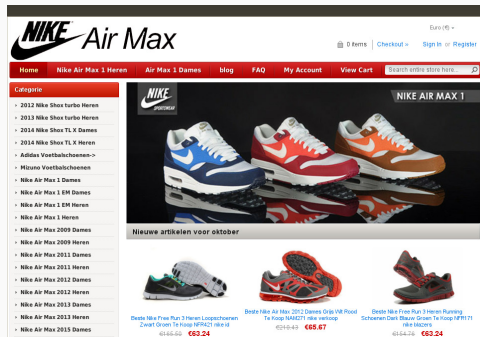 NIKE Air Max
Euro (€)
0 items Checkout » Sign In or Register
Home Nike Air Max 1 Heren Air Max 1 Dames blog FAQ My Account View Cart Search entire store here...
Categorie
2012 Nike Shox turbo Heren
2013 Nike Shox turbo Heren
2014 Nike Shox TL X Dames
2014 Nike Shox TL X Heren
Adidas Voetbalschoenen->
Mizuno Voetbalschoenen
Nike Air Max 1 Dames
Nike Air Max 1 EM Dames
Nike Air Max 1 EM Heren
Nike Air Max 1 Heren
Nike Air Max 2009 Dames
Nike Air Max 2009 Heren
Nike Air Max 2011 Dames
Nike Air Max 2011 Heren
Nike Air Max 2012 Dames
Nike Air Max 2012 Heren
Nike Air Max 2013 Dames
Nike Air Max 2013 Heren
Nike Air Max 2015 Dames
NIKE
SPORTSWEAR
NIKE AIR MAX 1
Nieuwe artikelen voor oktober
Beste Nike Free Run 3 Heren Loopschoenen
Zwart Groen Te Koop NFR421 nike id
€165.50 €63.24
Beste Nike Air Max 2012 Dames Grijs Wit Rood
Te Koop NAM271 nike verkoop
€65.67
Beste Nike Free Run 3 Heren Running
Schoenen Dark Blauw Groen Te Koop NFR171
nike blazers
€154.76 €63.24